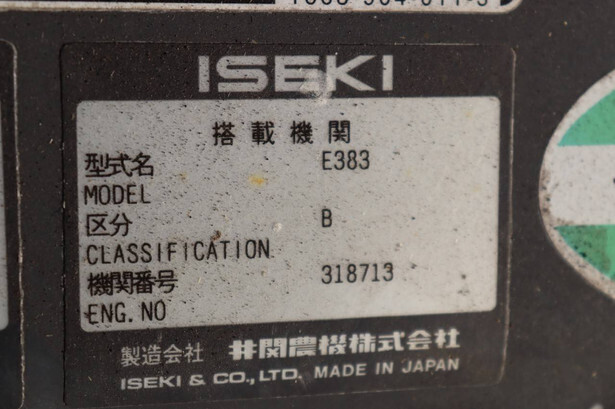 ISEKI
搭載機関
型式名 E383
MODEL
区分 B
CLASSIFICATION
機関番号 318713
ENG. NO
製造会社 井関農機株式会社
ISEKI & CO., LTD. MADE IN JAPAN